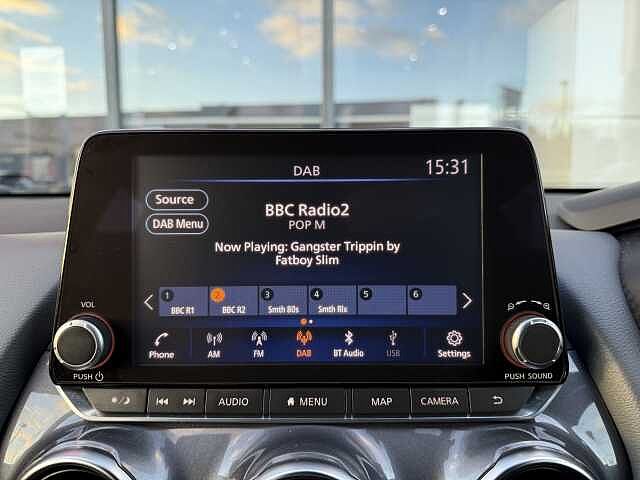 DAB
15:31
Source
DAB Menu
BBC Radio2
POP M
Now Playing: Gangster Trippin by
Fatboy Slim
1 2 3 4 5 6
BBC R1 BBC R2 Smth 80s Smth Rlx
Phone AM FM DAB BT Audio USB Settings
VOL
PUSH
PUSH SOUND
AUDIO MENU MAP CAMERA